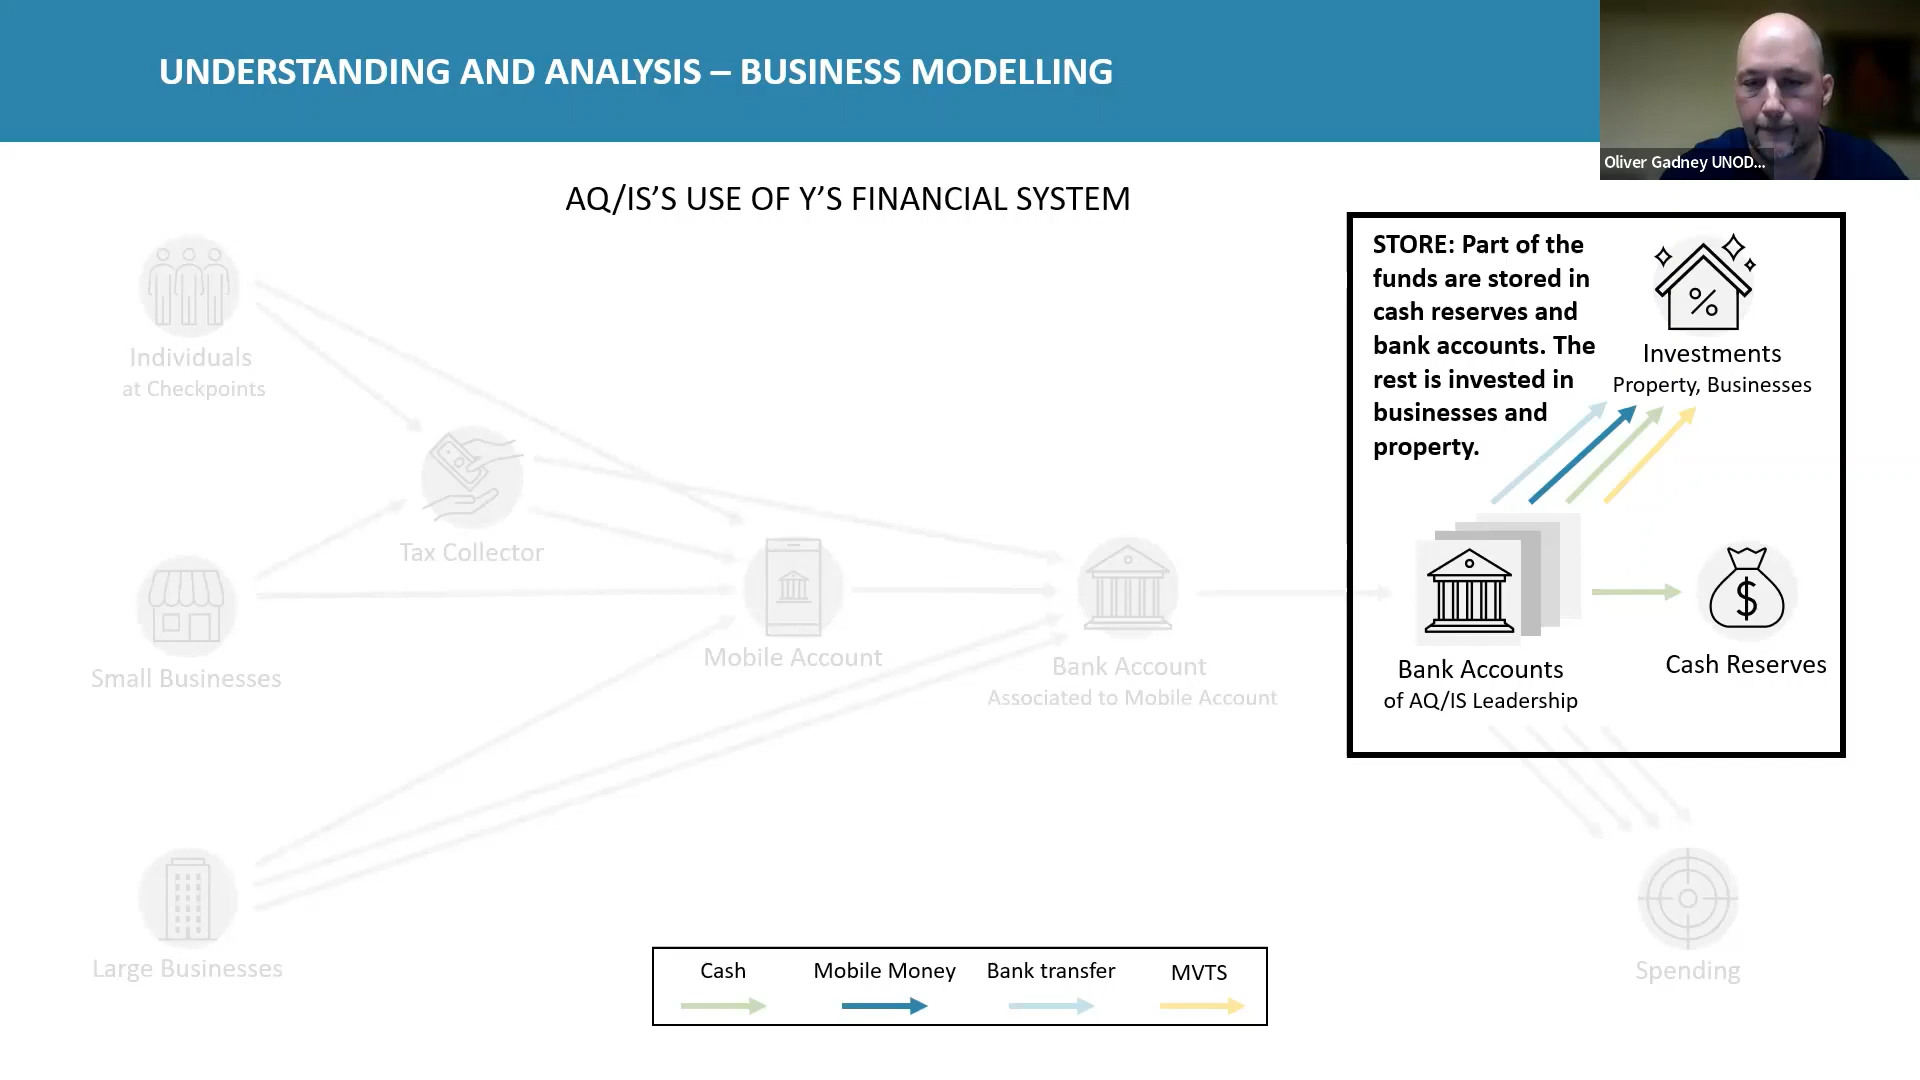 UNDERSTANDING AND ANALYSIS – BUSINESS MODELLING
Oliver Gadney UNOD...
AQ/IS’S USE OF Y’S FINANCIAL SYSTEM
STORE: Part of the
funds are stored in
cash reserves and
bank accounts. The
rest is invested in
businesses and
property.
Investments
Property, Businesses
Individuals
at Checkpoints
Tax Collector
Small Businesses
Mobile Account
Bank Account
Associated to Mobile Account
Bank Accounts
of AQ/IS Leadership
$
Cash Reserves
Large Businesses
Spending
Cash
Mobile Money
Bank transfer
MVTS